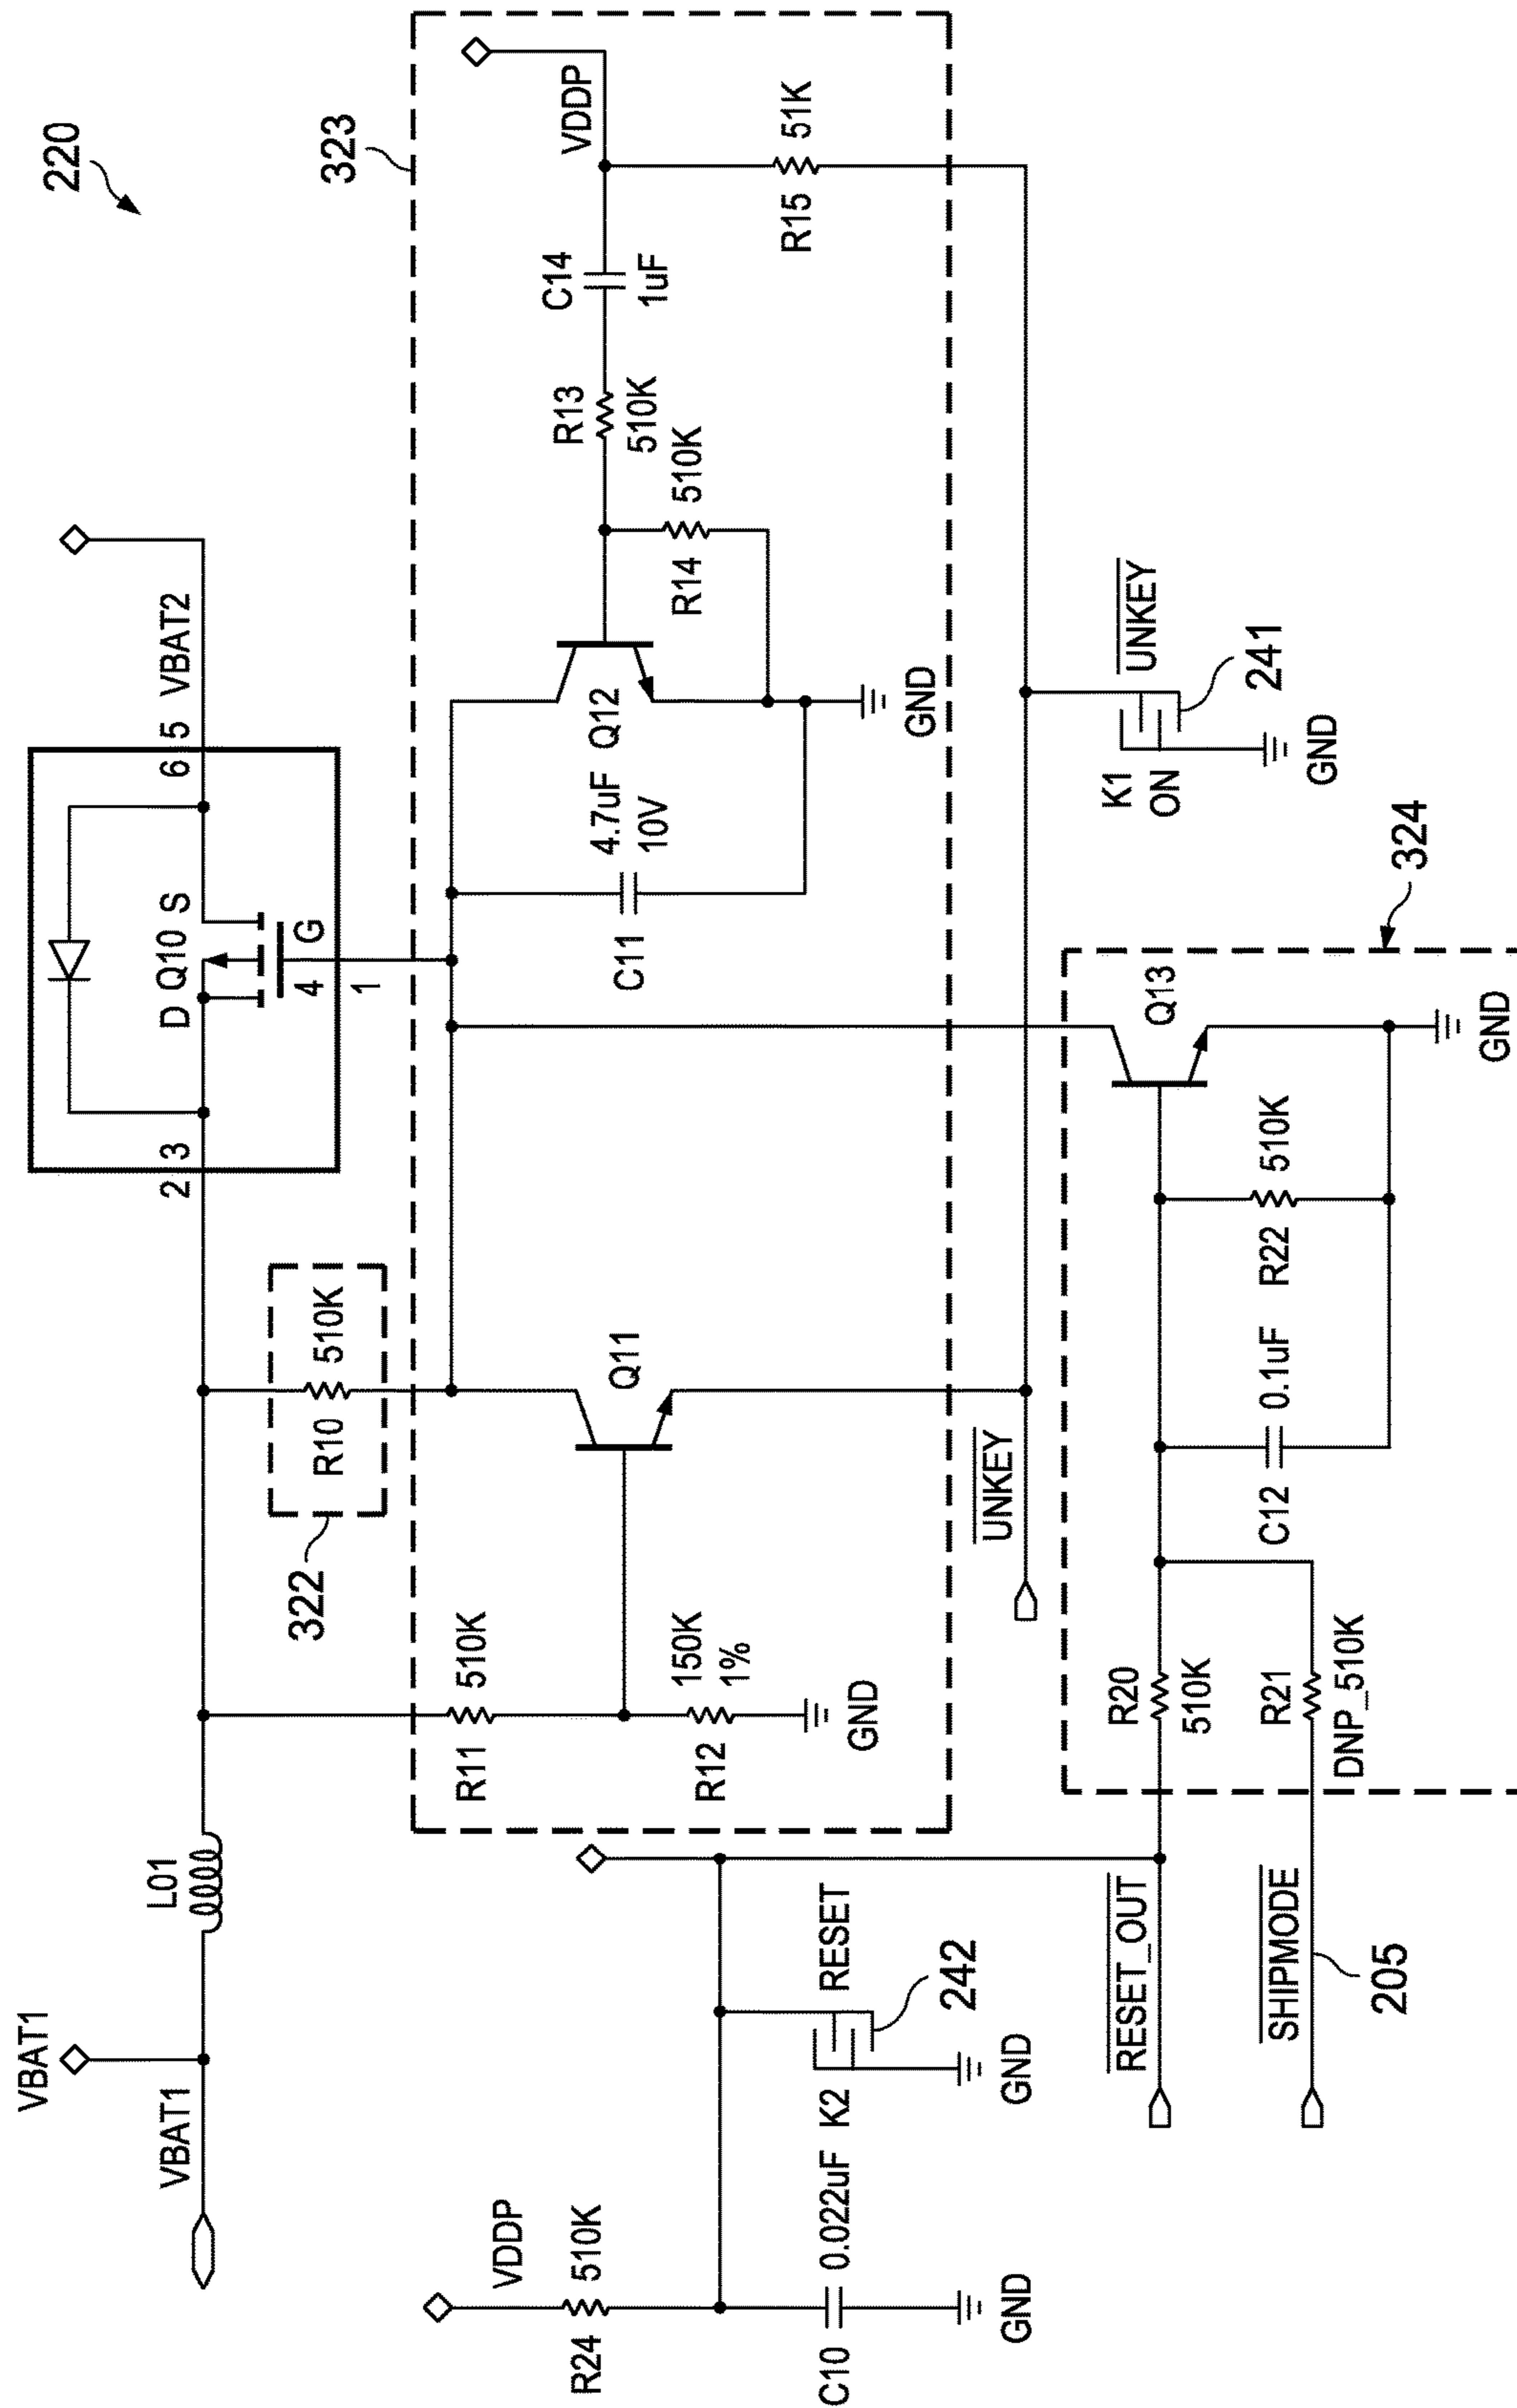 220
VBAT1
VBAT1
L01
2
3
D
Q10
S
G
4
1
6
5
VBAT2
322
R10
510K
323
R11
510K
R12
150K
1%
GND
Q11
C11
4.7uF
10V
Q12
GND
R14
510K
R13
510K
C14
1uF
VDDP
R15
51K
UNKEY
K1
ON
UNKEY
241
GND
VDDP
R24
510K
C10
0.022uF
GND
K2
RESET
242
GND
RESET_OUT
SHIPMODE
205
324
R20
510K
R21
DNP_510K
C12
0.1uF
R22
510K
Q13
GND